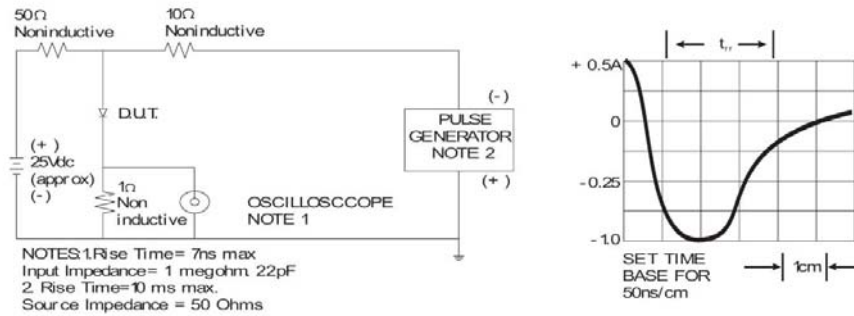 50Ω
Noninductive
10Ω
Noninductive
D.U.T.
(+)
25Vdc
(approx)
(-)
1Ω
Non
inductive
OSCILLOSCCOPE
NOTE 1
(-)
PULSE
GENERATOR
NOTE 2
(+)
NOTES:1.Rise Time= 7ns max
Input Impedance= 1 megohm. 22pF
2. Rise Time=10 ms max.
Source Impedance = 50 Ohms
trr
+ 0.5A
0
- 0.25
- 1.0
SET TIME
BASE FOR
50ns/cm
1cm